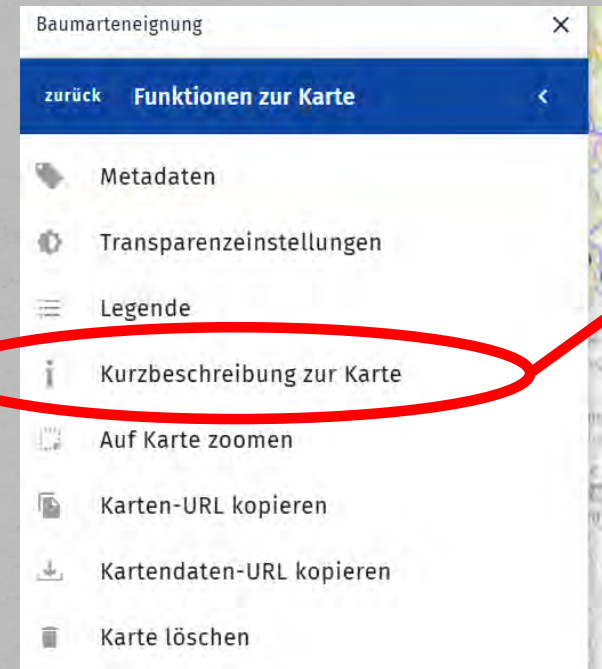 Baumarteneignung
zurück Funktionen zur Karte
Metadaten
Transparenzeinstellungen
Legende
Kurzbeschreibung zur Karte
Auf Karte zoomen
Karten-URL kopieren
Kartendaten-URL kopieren
Karte löschen